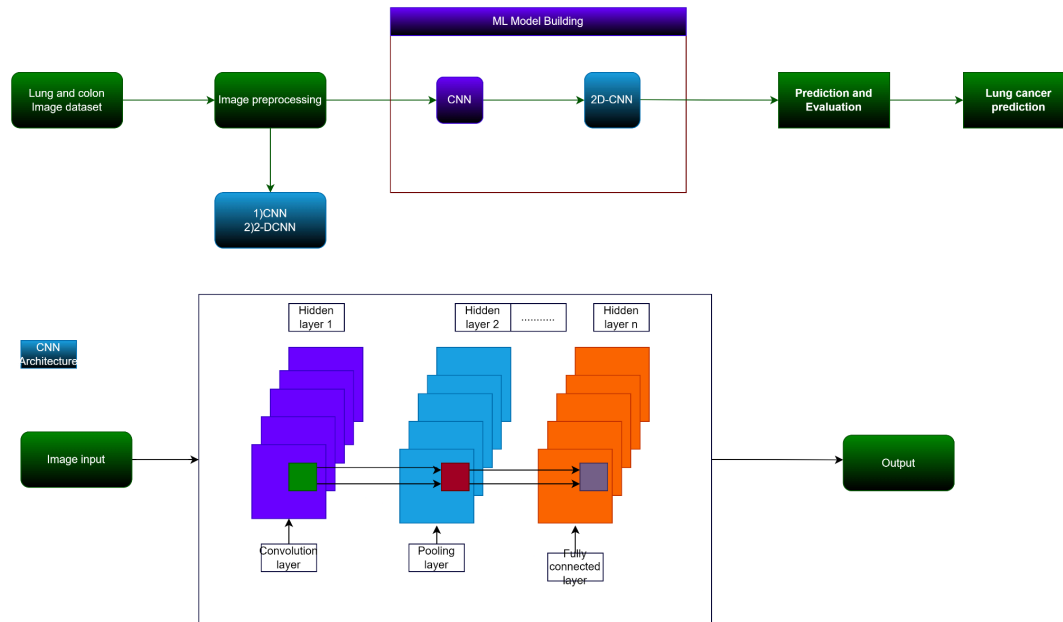 ML Model Building
Lung and colon
Image dataset
Image preprocessing
CNN
2D-CNN
Prediction and
Evaluation
Lung cancer
prediction
1)CNN
2)2-DCNN
Hidden
layer 1
Hidden
layer 2
...........
Hidden
layer n
CNN
Architecture
Image input
Output
Convolution
layer
Pooling
layer
Fully
connected
layer